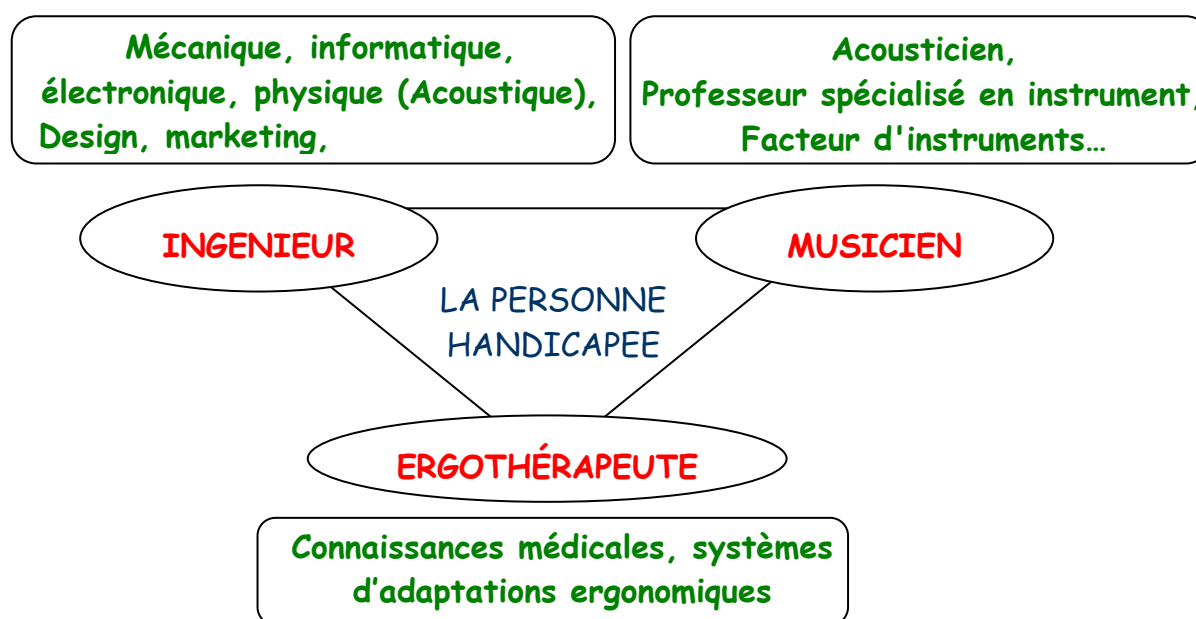 Mécanique, informatique,
électronique, physique (Acoustique),
Design, marketing,
Acousticien,
Professeur spécialisé en instrument,
Facteur d'instruments…
INGENIEUR
MUSICIEN
LA PERSONNE
HANDICAPEE
ERGOTHÉRAPEUTE
Connaissances médicales, systèmes
d’adaptations ergonomiques